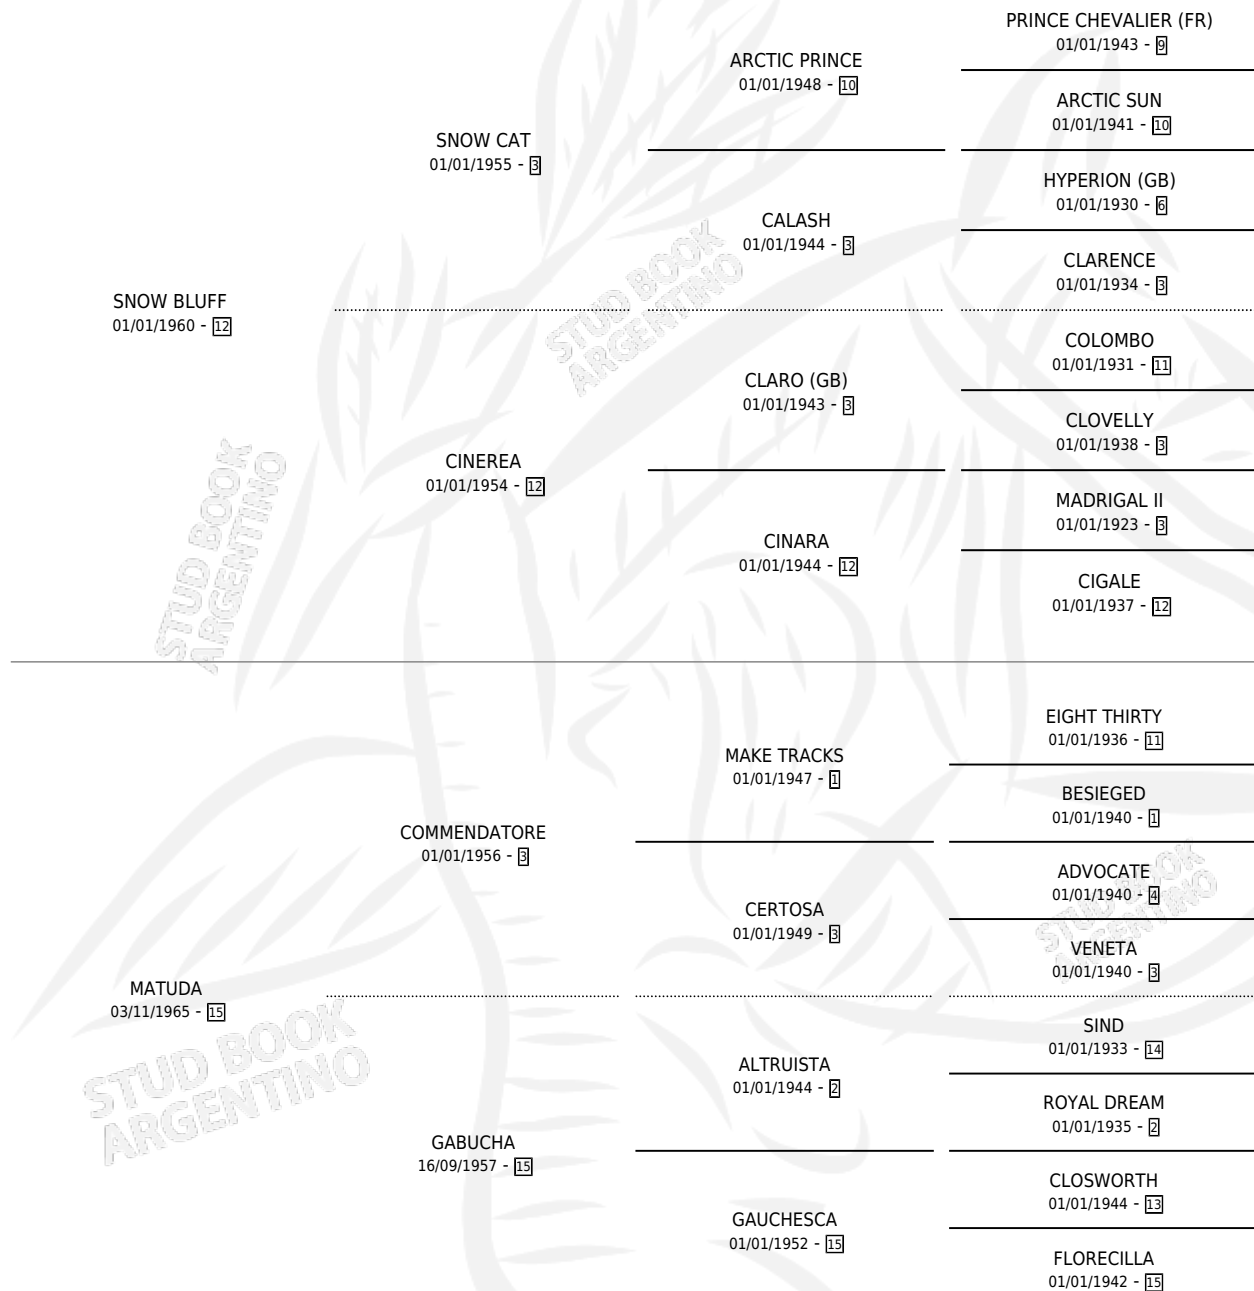 PRINCE CHEVALIER (FR)
01/01/1943 - 9
ARCTIC PRINCE
01/01/1948 - 10
ARCTIC SUN
01/01/1941 - 10
SNOW CAT
01/01/1955 - 3
HYPERION (GB)
01/01/1930 - 6
CALASH
01/01/1944 - 3
CLARENCE
01/01/1934 - 3
SNOW BLUFF
01/01/1960 - 12
COLOMBO
01/01/1931 - 11
CLARO (GB)
01/01/1943 - 3
CLOVELLY
01/01/1938 - 3
CINEREA
01/01/1954 - 12
MADRIGAL II
01/01/1923 - 3
CINARA
01/01/1944 - 12
CIGALE
01/01/1937 - 12
EIGHT THIRTY
01/01/1936 - 11
MAKE TRACKS
01/01/1947 - 1
BESIEGED
01/01/1940 - 1
COMMENDATORE
01/01/1956 - 3
ADVOCATE
01/01/1940 - 4
CERTOSA
01/01/1949 - 3
VENETA
01/01/1940 - 3
MATUDA
03/11/1965 - 15
SIND
01/01/1933 - 14
ALTRUISTA
01/01/1944 - 2
ROYAL DREAM
01/01/1935 - 2
GABUCHA
16/09/1957 - 15
CLOSWORTH
01/01/1944 - 13
GAUCHESCA
01/01/1952 - 15
FLORECILLA
01/01/1942 - 15
STUD BOOK
ARGENTINO
STUD BOOK
ARGENTINO
STUD BOOK
ARGENTINO
STUD BOOK
ARGENTINO